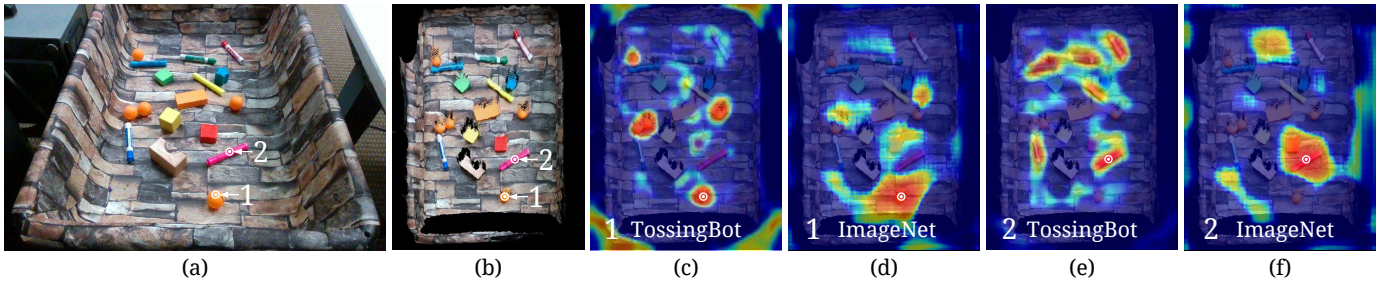 1
2
1
2
1 TossingBot
1 ImageNet
2 TossingBot
2 ImageNet
(a)
(b)
(c)
(d)
(e)
(f)